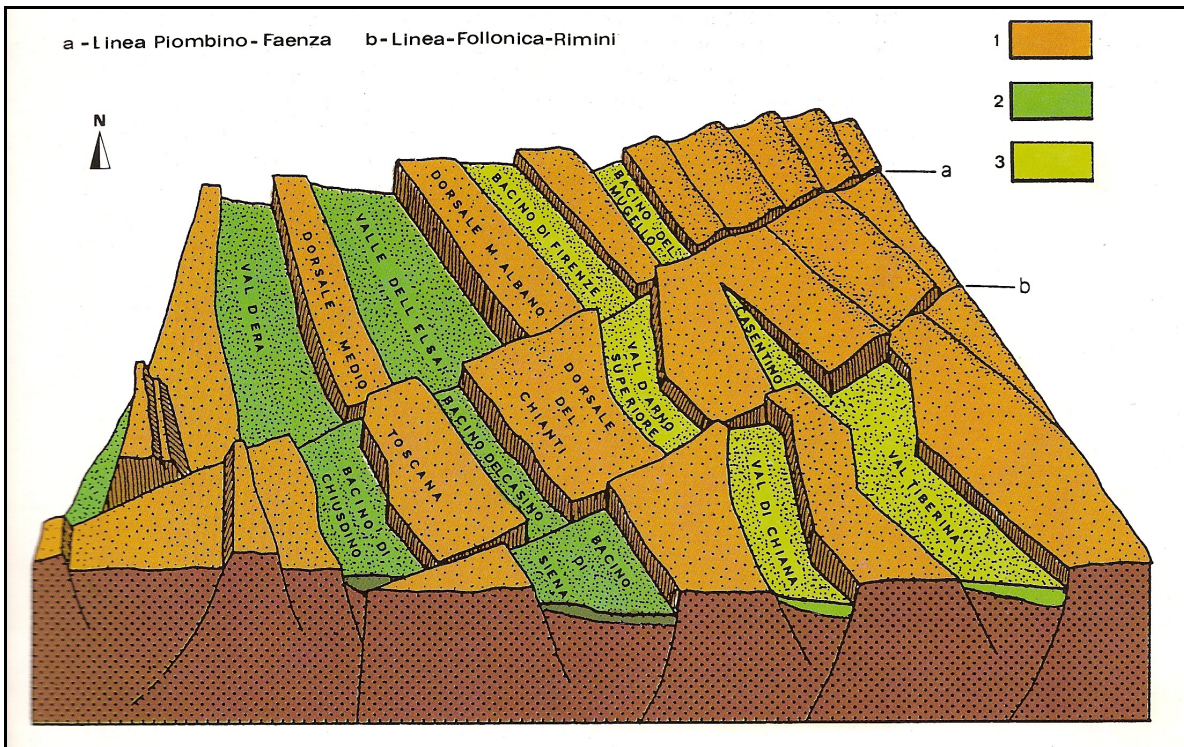 a -Linea Piombino-Faenza b-Linea-Follonica-Rimini
1
2
3
N
a
b
VAL D'ERA
DORSALE MEDIO
VALLE DELL'ELSA
DORSALE M. ALBANO
BACINO DI FIRENZE
BACINO DEL
MUGELLO
TOSCANA
BACINO DEL CASINO
DORSALE
DEL
CHIANTI
VAL D'ARNO
SUPERIORE
CASENTINO
BACINO DI
CHIUSDINO
BACINO
DI
SIENA
VAL DI CHIANA
VALTIBERINA